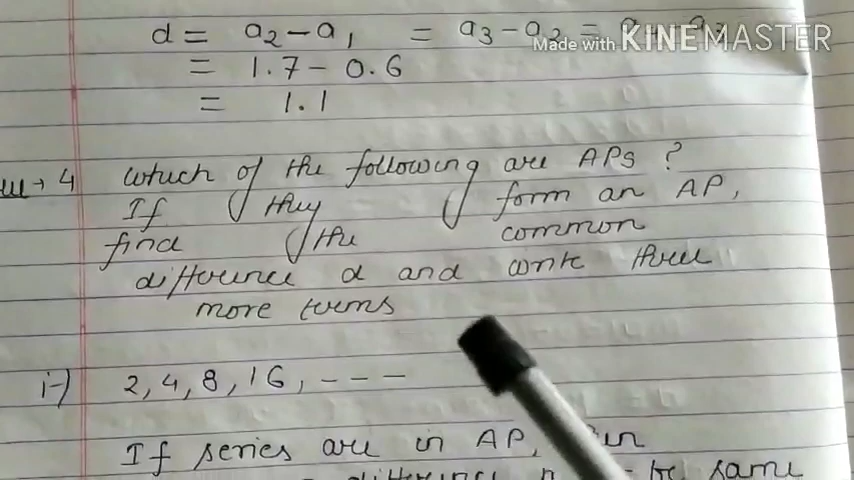 d = a2 - a1 = a3 - a2 =
Made with KINEMASTER
= 1.7 - 0.6
= 1.1
4 which of the following are APs ?
If they form an AP,
find the common
difference d and write three
more terms
i-) 2, 4, 8, 16, - - -
If series are in AP,
difference be same